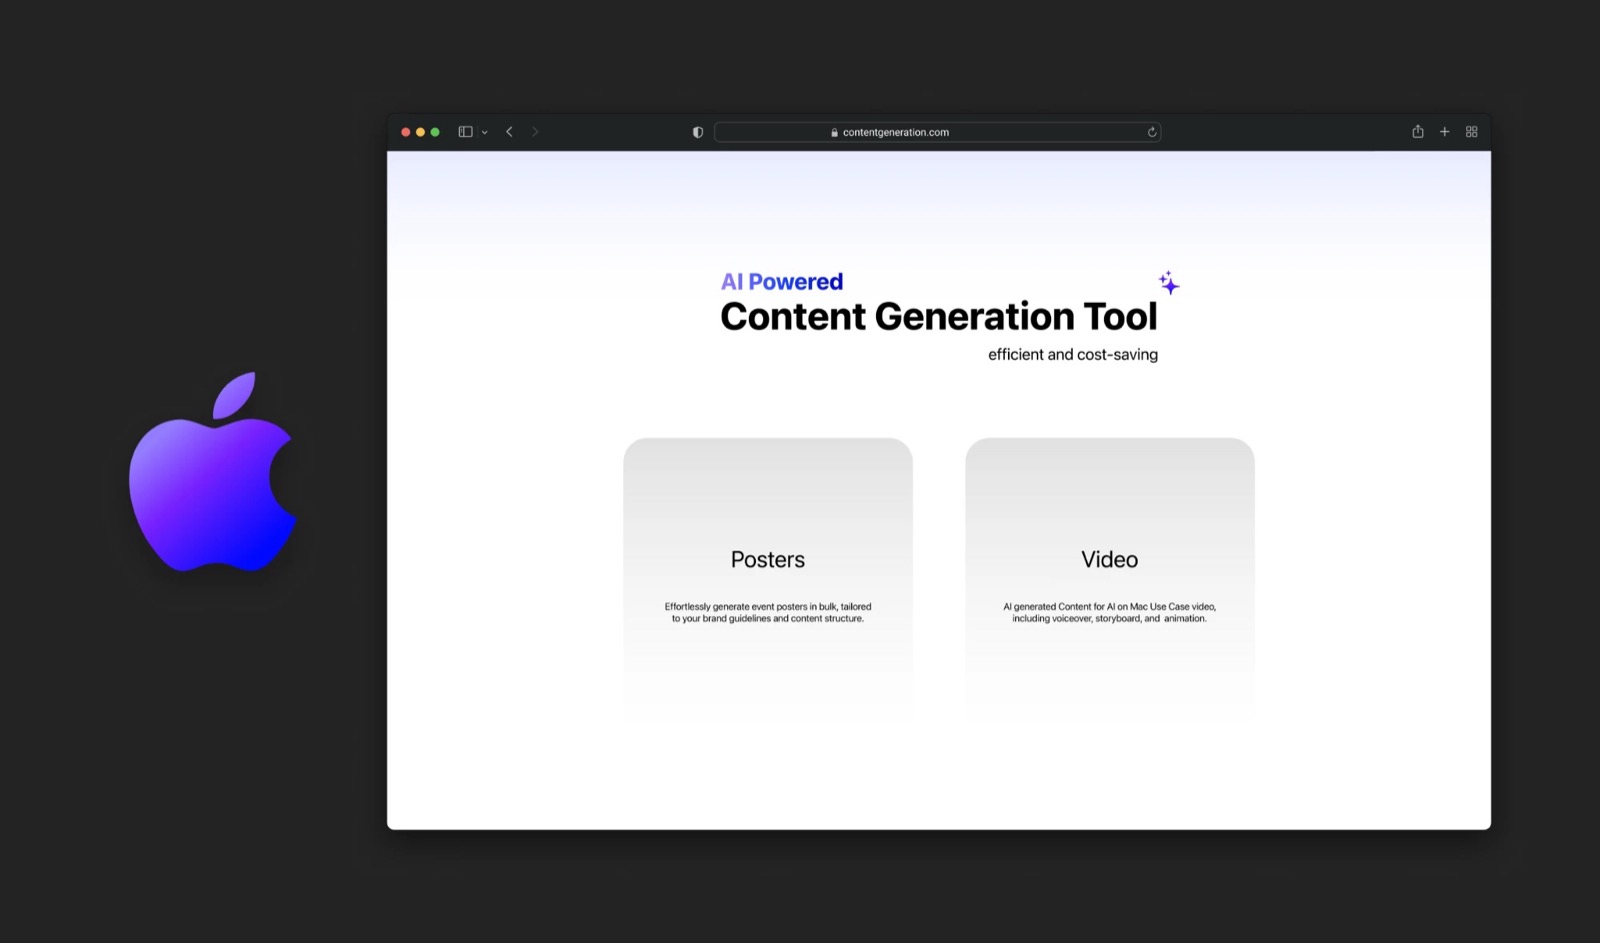 contentgeneration.com
AI Powered
Content Generation Tool
efficient and cost-saving
Posters
Effortlessly generate event posters in bulk, tailored
to your brand guidelines and content structure.
Video
AI generated Content for AI on Mac Use Case video,
including voiceover, storyboard, and animation.